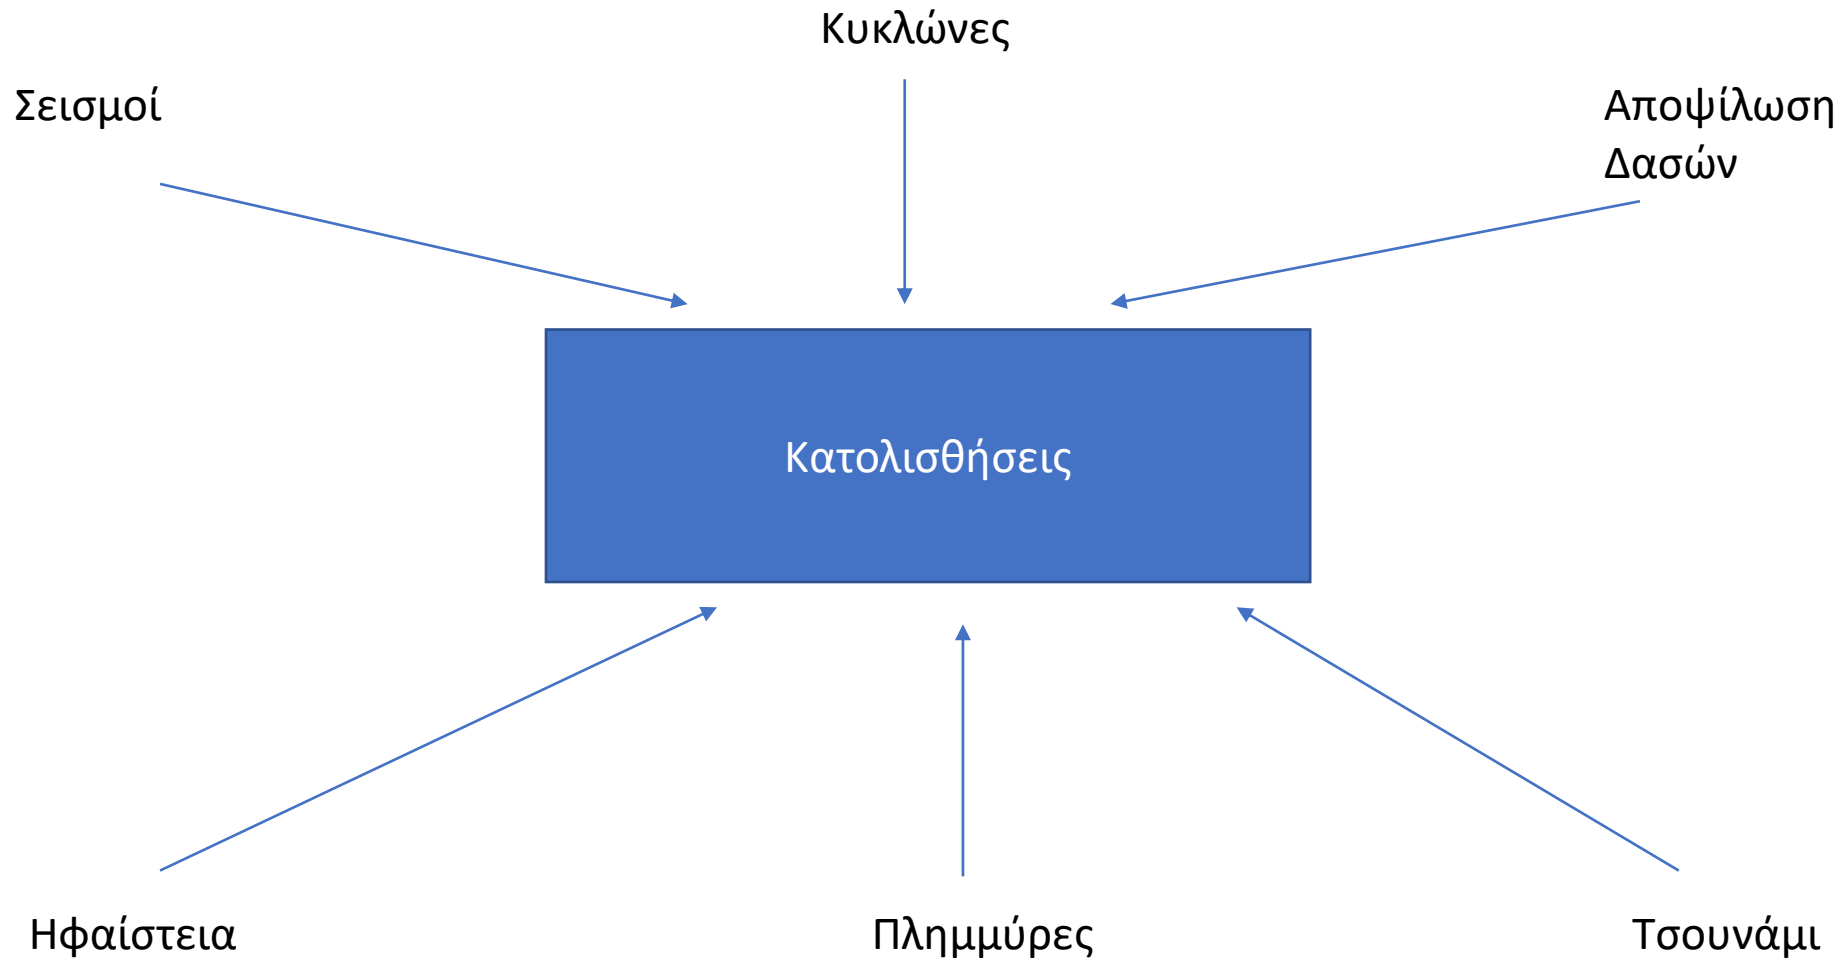 Κυκλώνες
Σεισμοί
Αποψίλωση
Δασών
Κατολισθήσεις
Ηφαίστεια
Πλημμύρες
Τσουνάμι